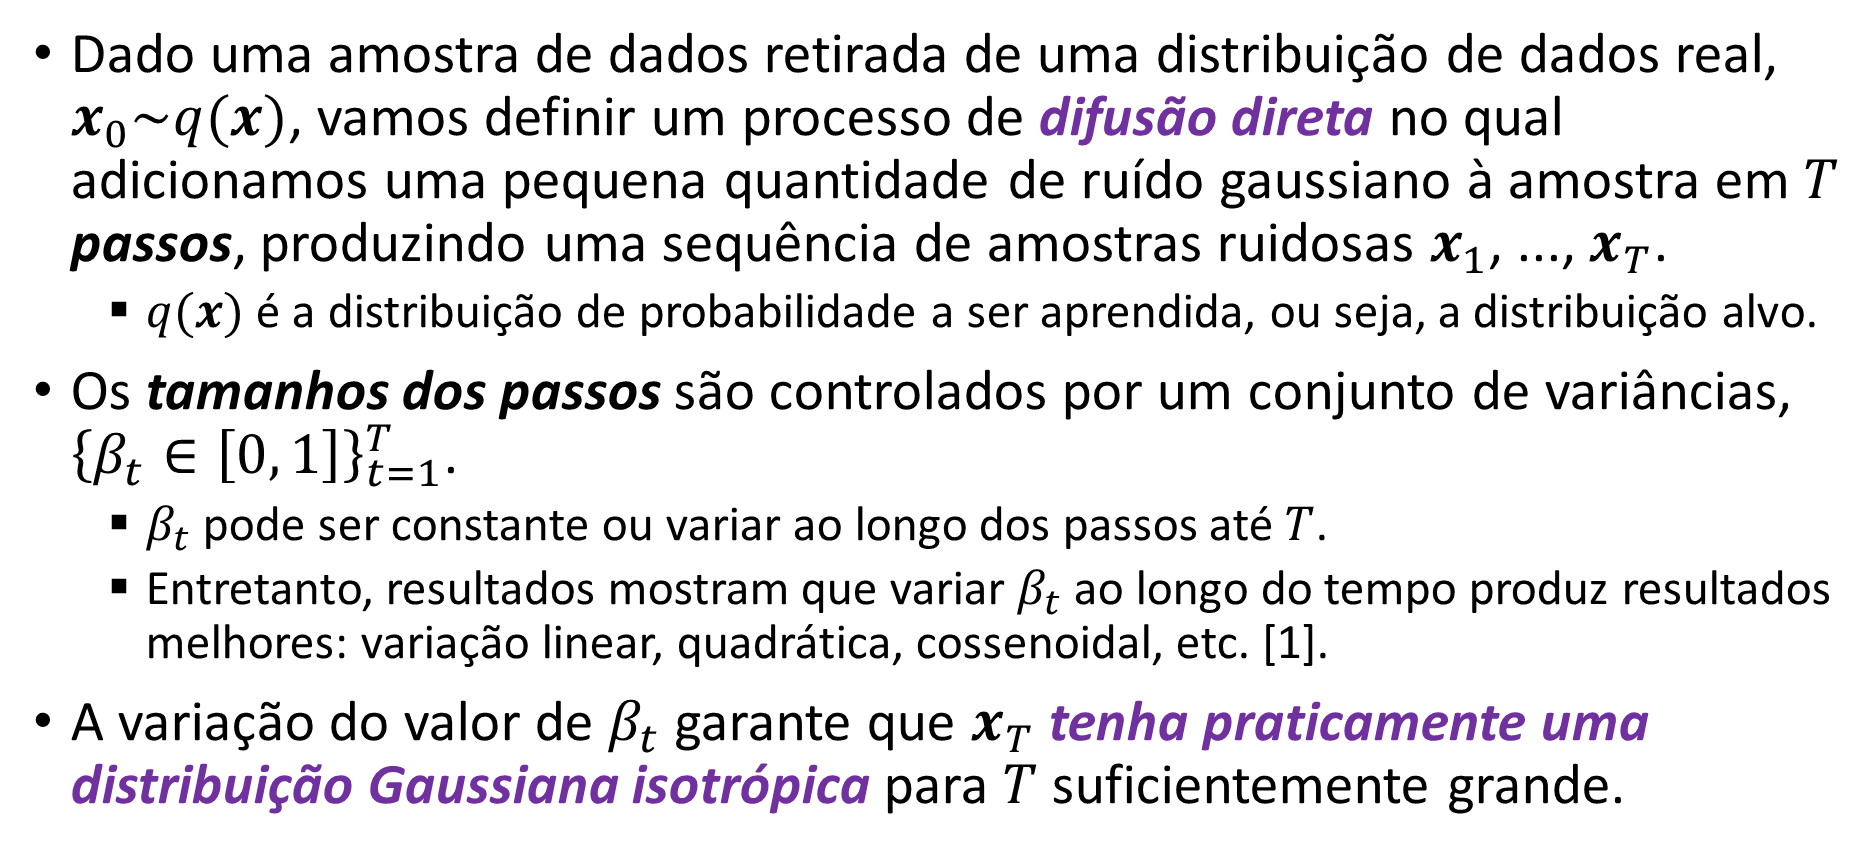 • Dado uma amostra de dados retirada de uma distribuição de dados real,
𝒙₀~𝑞(𝒙), vamos definir um processo de difusão direta no qual
adicionamos uma pequena quantidade de ruído gaussiano à amostra em 𝑇
passos, produzindo uma sequência de amostras ruidosas 𝒙₁, ..., 𝒙_𝑇.
▪ 𝑞(𝒙) é a distribuição de probabilidade a ser aprendida, ou seja, a distribuição alvo.
• Os tamanhos dos passos são controlados por um conjunto de variâncias,
{𝛽_𝑡 ∈ [0, 1]}_{𝑡=1}^𝑇.
▪ 𝛽_𝑡 pode ser constante ou variar ao longo dos passos até 𝑇.
▪ Entretanto, resultados mostram que variar 𝛽_𝑡 ao longo do tempo produz resultados
melhores: variação linear, quadrática, cossenoidal, etc. [1].
• A variação do valor de 𝛽_𝑡 garante que 𝒙_𝑇 tenha praticamente uma
distribuição Gaussiana isotrópica para 𝑇 suficientemente grande.